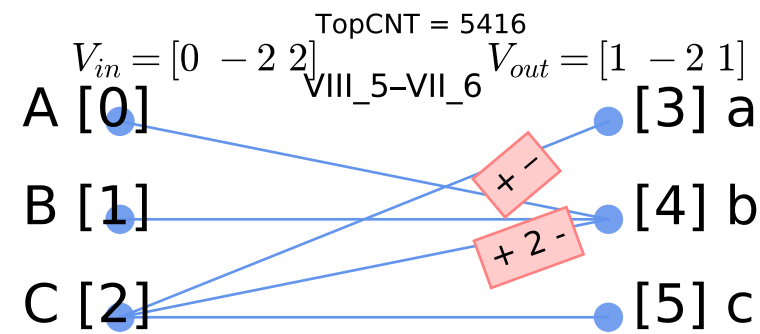 TopCNT = 5416
V_in = [0 −2 2] V_out = [1 −2 1]
VIII_5–VII_6
A [0] [3] a
+ −
B [1] [4] b
+ 2 -
C [2] [5] c